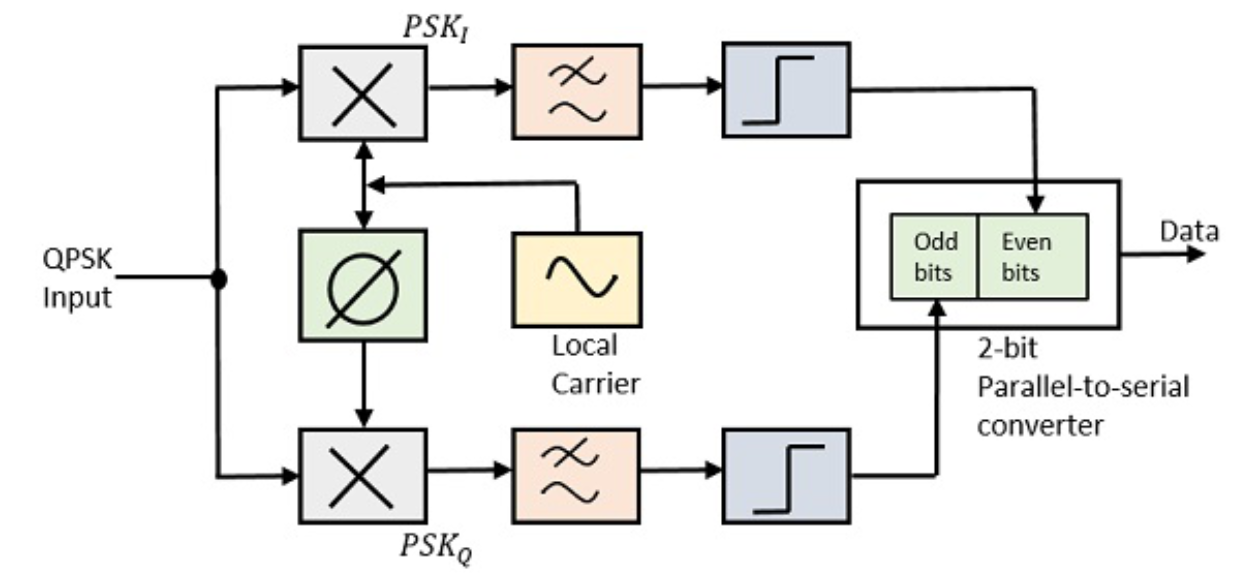 PSK_I
QPSK
Input
Local
Carrier
Odd
bits
Even
bits
Data
2-bit
Parallel-to-serial
converter
PSK_Q